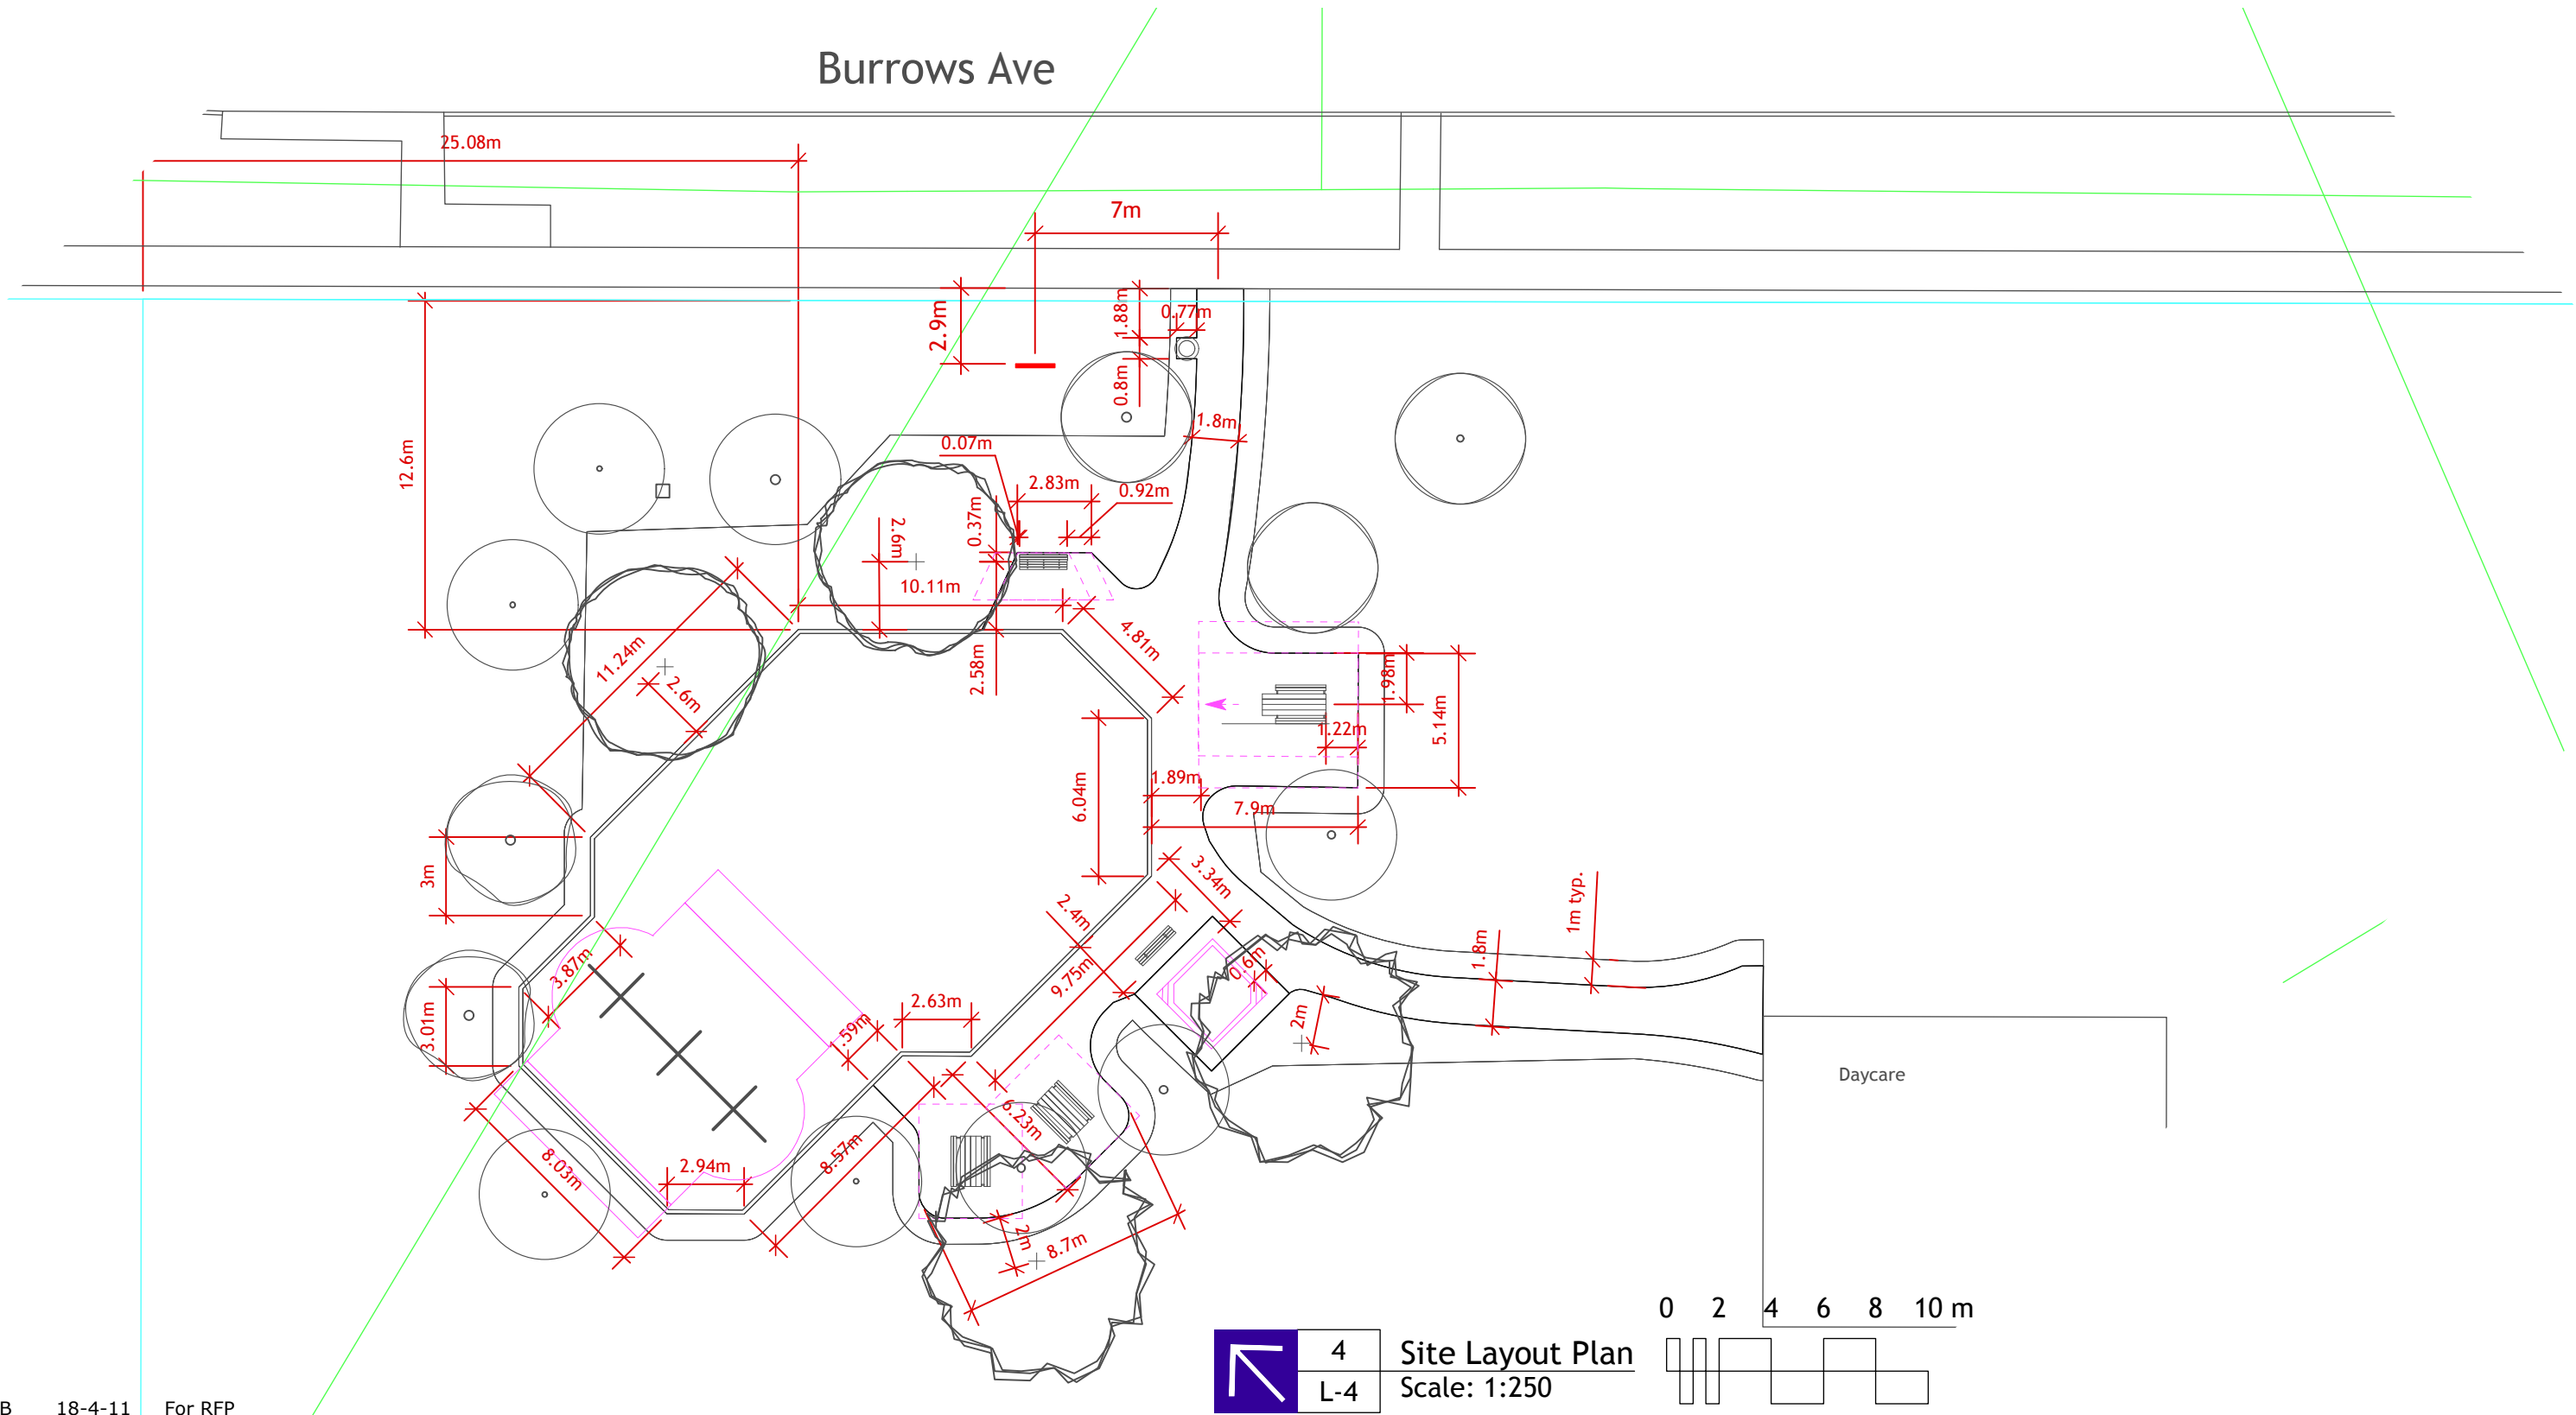 Burrows Ave
25.08m
7m
2.9m
1.88m
0.77m
0.8m
1.8m
12.6m
0.07m
2.83m
0.92m
0.37m
2.6m
10.11m
4.81m
2.58m
11.24m
2.6m
1.98m
5.14m
1.22m
6.04m
1.89m
7.9m
3m
3.34m
2.4m
1m typ.
1.8m
9.75m
0.6m
3.87m
2.63m
.59m
2m
3.01m
Daycare
6.23m
8.57m
8.03m
2.94m
2m
8.7m
0 2 4 6 8 10 m
4
Site Layout Plan
L-4
Scale: 1:250
B 18-4-11 For RFP